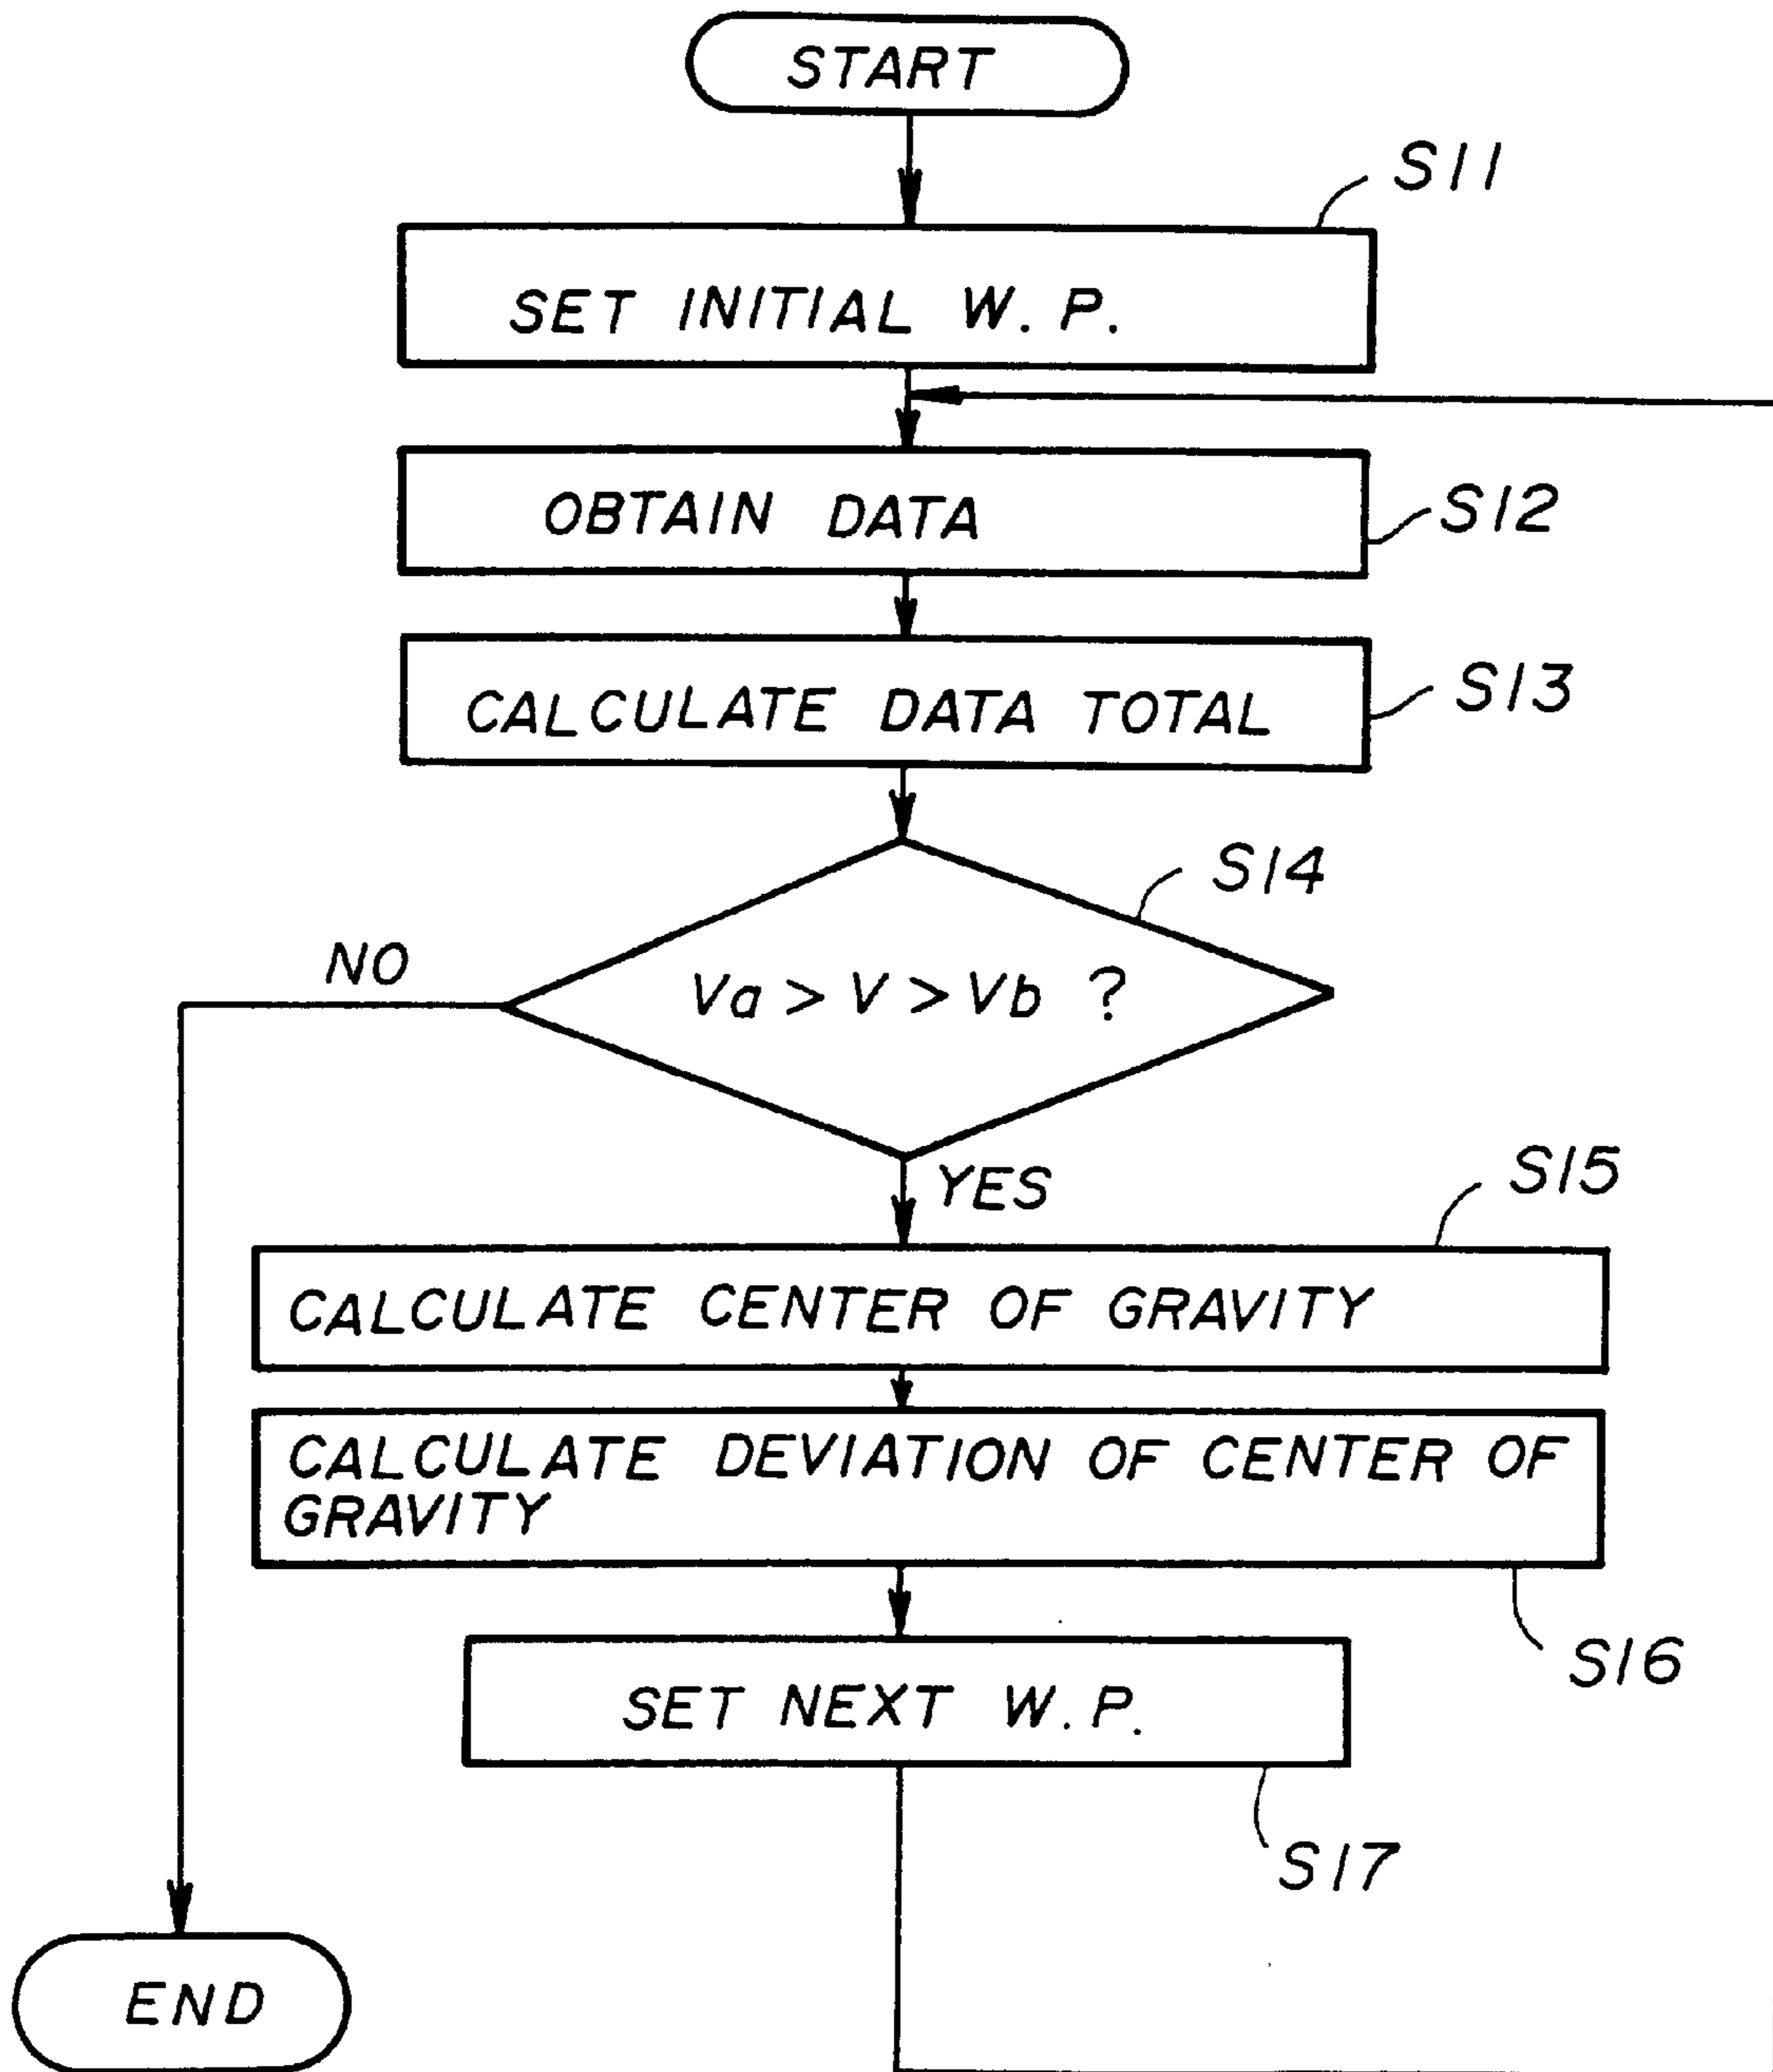 START
S11
SET INITIAL W. P.
OBTAIN DATA
S12
CALCULATE DATA TOTAL
S13
S14
NO
Va > V > Vb ?
YES
S15
CALCULATE CENTER OF GRAVITY
CALCULATE DEVIATION OF CENTER OF
GRAVITY
S16
SET NEXT W. P.
S17
END